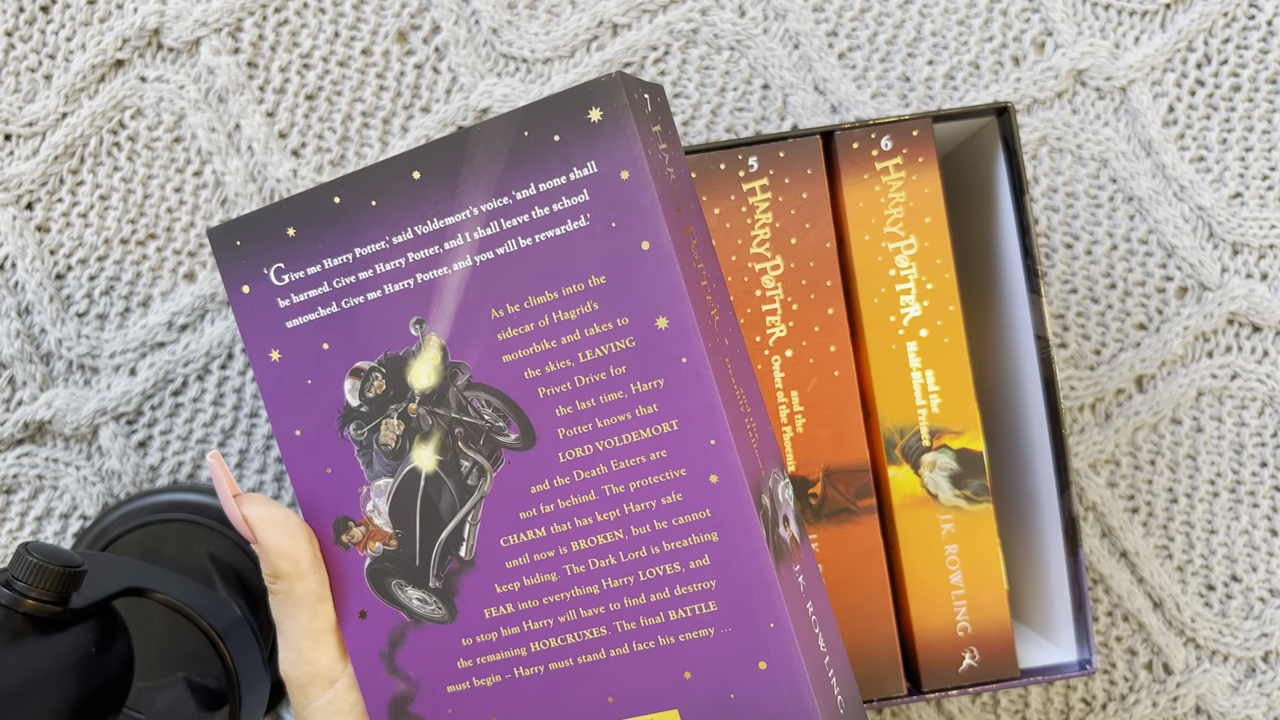 'Give me Harry Potter,' said Voldemort's voice, 'and none shall
be harmed. Give me Harry Potter, and I shall leave the school
untouched. Give me Harry Potter, and you will be rewarded.'
As he climbs into the
sidecar of Hagrid's
motorbike and takes to
the skies, LEAVING
Privet Drive for
the last time, Harry
Potter knows that
LORD VOLDEMORT
and the Death Eaters are
not far behind. The protective
CHARM that has kept Harry safe
until now is BROKEN, but he cannot
keep hiding. The Dark Lord is breathing
FEAR into everything Harry LOVES, and
to stop him Harry will have to find and destroy
the remaining HORCRUXES. The final BATTLE
must begin – Harry must stand and face his enemy ...
7
HARRY POTTER
and the
J.K. ROWLING
5
HARRY POTTER
and the
Order of the Phoenix
J.K.
6
HARRY POTTER
and the
Half-Blood Prince
J.K. ROWLING